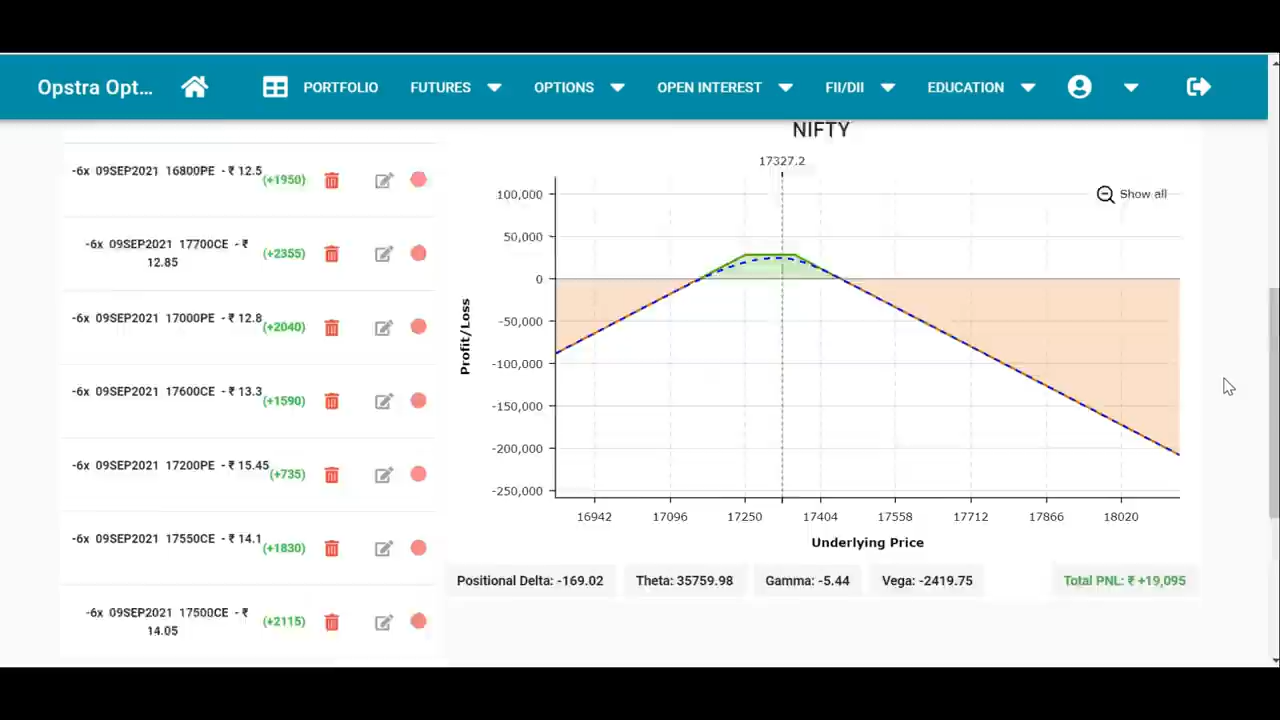 Opstra Opt...
PORTFOLIO
FUTURES
OPTIONS
OPEN INTEREST
FII/DII
EDUCATION
-6x 09SEP2021 16800PE - ₹ 12.5 (+1950)
-6x 09SEP2021 17700CE - ₹
12.85
(+2355)
-6x 09SEP2021 17000PE - ₹ 12.8 (+2040)
-6x 09SEP2021 17600CE - ₹ 13.3 (+1590)
-6x 09SEP2021 17200PE - ₹ 15.45 (+735)
-6x 09SEP2021 17550CE - ₹ 14.1 (+1830)
-6x 09SEP2021 17500CE - ₹
14.05
(+2115)
NIFTY
17327.2
Show all
100,000
50,000
0
-50,000
-100,000
-150,000
-200,000
-250,000
Profit/Loss
16942 17096 17250 17404 17558 17712 17866 18020
Underlying Price
Positional Delta: -169.02
Theta: 35759.98
Gamma: -5.44
Vega: -2419.75
Total PNL: ₹ +19,095